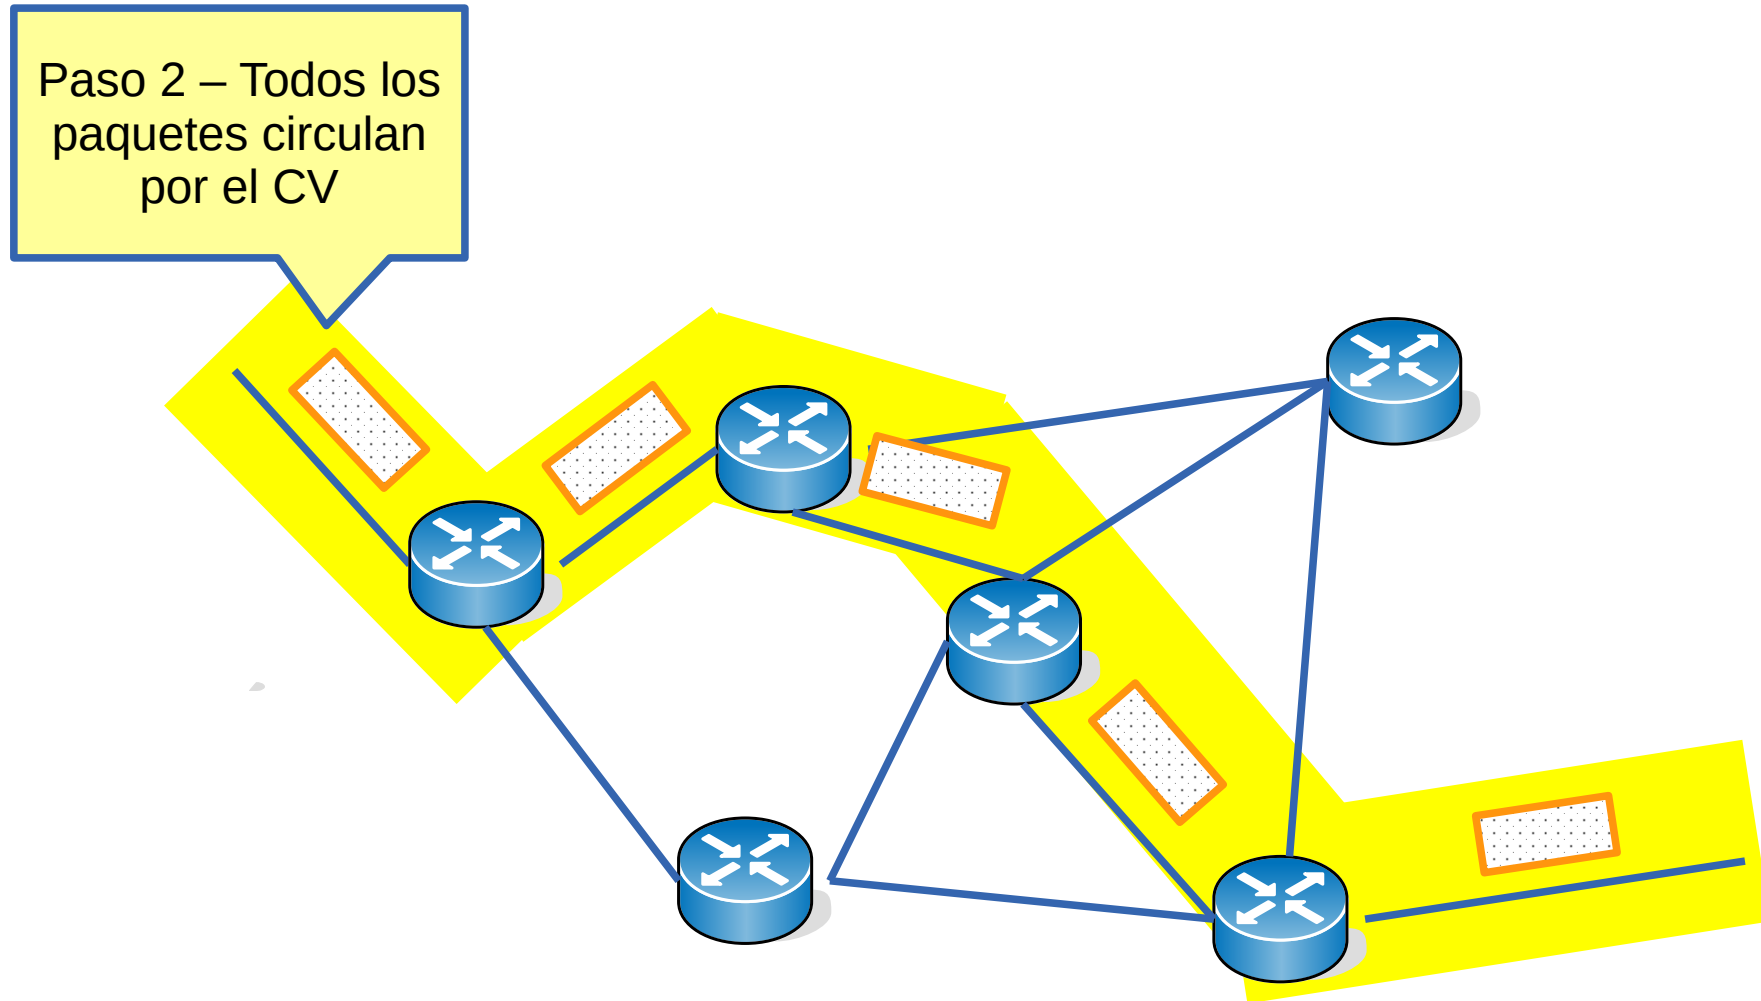 Paso 2 – Todos los
paquetes circulan
por el CV